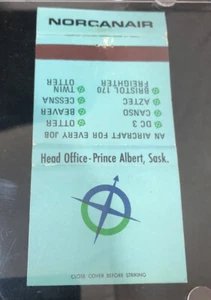 NORCANAIR
AN AIRCRAFT FOR EVERY JOB
DC 3 OTTER
CANSO BEAVER
AZTEC CESSNA
BRISTOL 170 TWIN
FREIGHTER OTTER
Head Office-Prince Albert, Sask.
CLOSE COVER BEFORE STRIKING